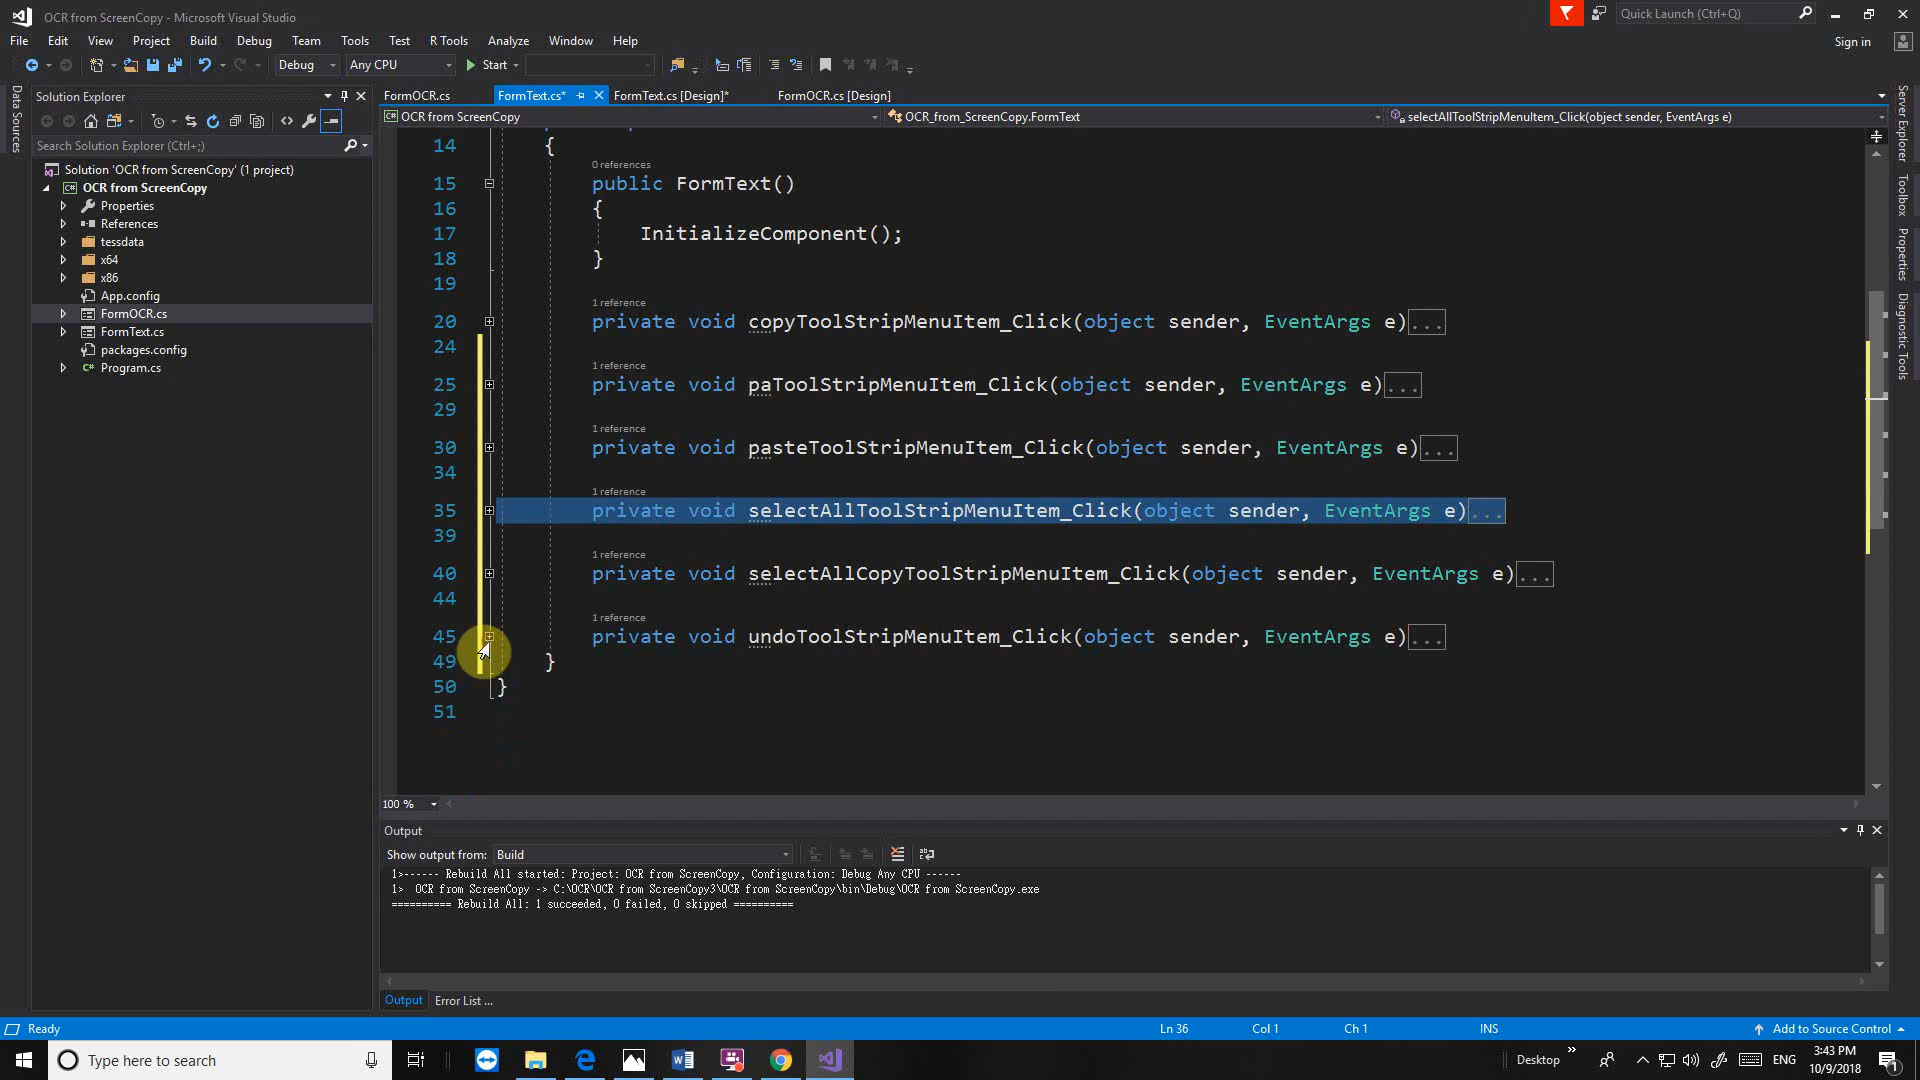 OCR from ScreenCopy - Microsoft Visual Studio
Quick Launch (Ctrl+Q)
File Edit View Project Build Debug Team Tools Test R Tools Analyze Window Help
Sign in
Debug Any CPU Start
Data Sources
Solution Explorer
Search Solution Explorer (Ctrl+;)
Solution 'OCR from ScreenCopy' (1 project)
OCR from ScreenCopy
Properties
References
tessdata
x64
x86
App.config
FormOCR.cs
FormText.cs
packages.config
Program.cs
FormOCR.cs FormText.cs* FormText.cs [Design]* FormOCR.cs [Design]
OCR from ScreenCopy OCR_from_ScreenCopy.FormText selectAllToolStripMenuItem_Click(object sender, EventArgs e)
14 {
0 references
15 public FormText()
16 {
17 InitializeComponent();
18 }
19
1 reference
20 private void copyToolStripMenuItem_Click(object sender, EventArgs e)...
24
1 reference
25 private void paToolStripMenuItem_Click(object sender, EventArgs e)...
29
1 reference
30 private void pasteToolStripMenuItem_Click(object sender, EventArgs e)...
34
1 reference
35 private void selectAllToolStripMenuItem_Click(object sender, EventArgs e)...
39
1 reference
40 private void selectAllCopyToolStripMenuItem_Click(object sender, EventArgs e)...
44
1 reference
45 private void undoToolStripMenuItem_Click(object sender, EventArgs e)...
49 }
50 }
51
100 %
Server Explorer
Toolbox
Properties
Diagnostic Tools
Output
Show output from: Build
1>------ Rebuild All started: Project: OCR from ScreenCopy, Configuration: Debug Any CPU ------
1> OCR from ScreenCopy -> C:\OCR\OCR from ScreenCopy3\OCR from ScreenCopy\bin\Debug\OCR from ScreenCopy.exe
========== Rebuild All: 1 succeeded, 0 failed, 0 skipped ==========
Output Error List ...
Ready Ln 36 Col 1 Ch 1 INS Add to Source Control
Type here to search
Desktop
ENG
3:43 PM
10/9/2018
1